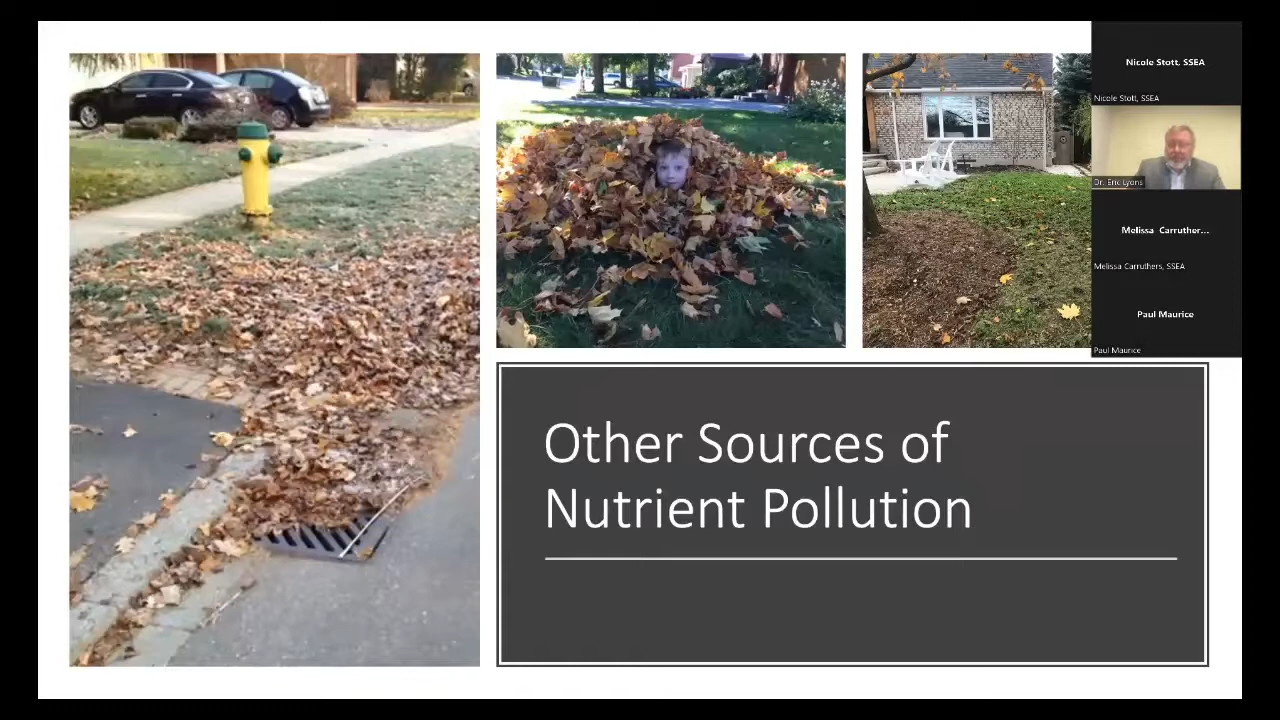 Nicole Stott, SSEA
Nicole Stott, SSEA
Dr. Eric Lyons
Melissa Carruther...
Melissa Carruthers, SSEA
Paul Maurice
Paul Maurice
Other Sources of
Nutrient Pollution